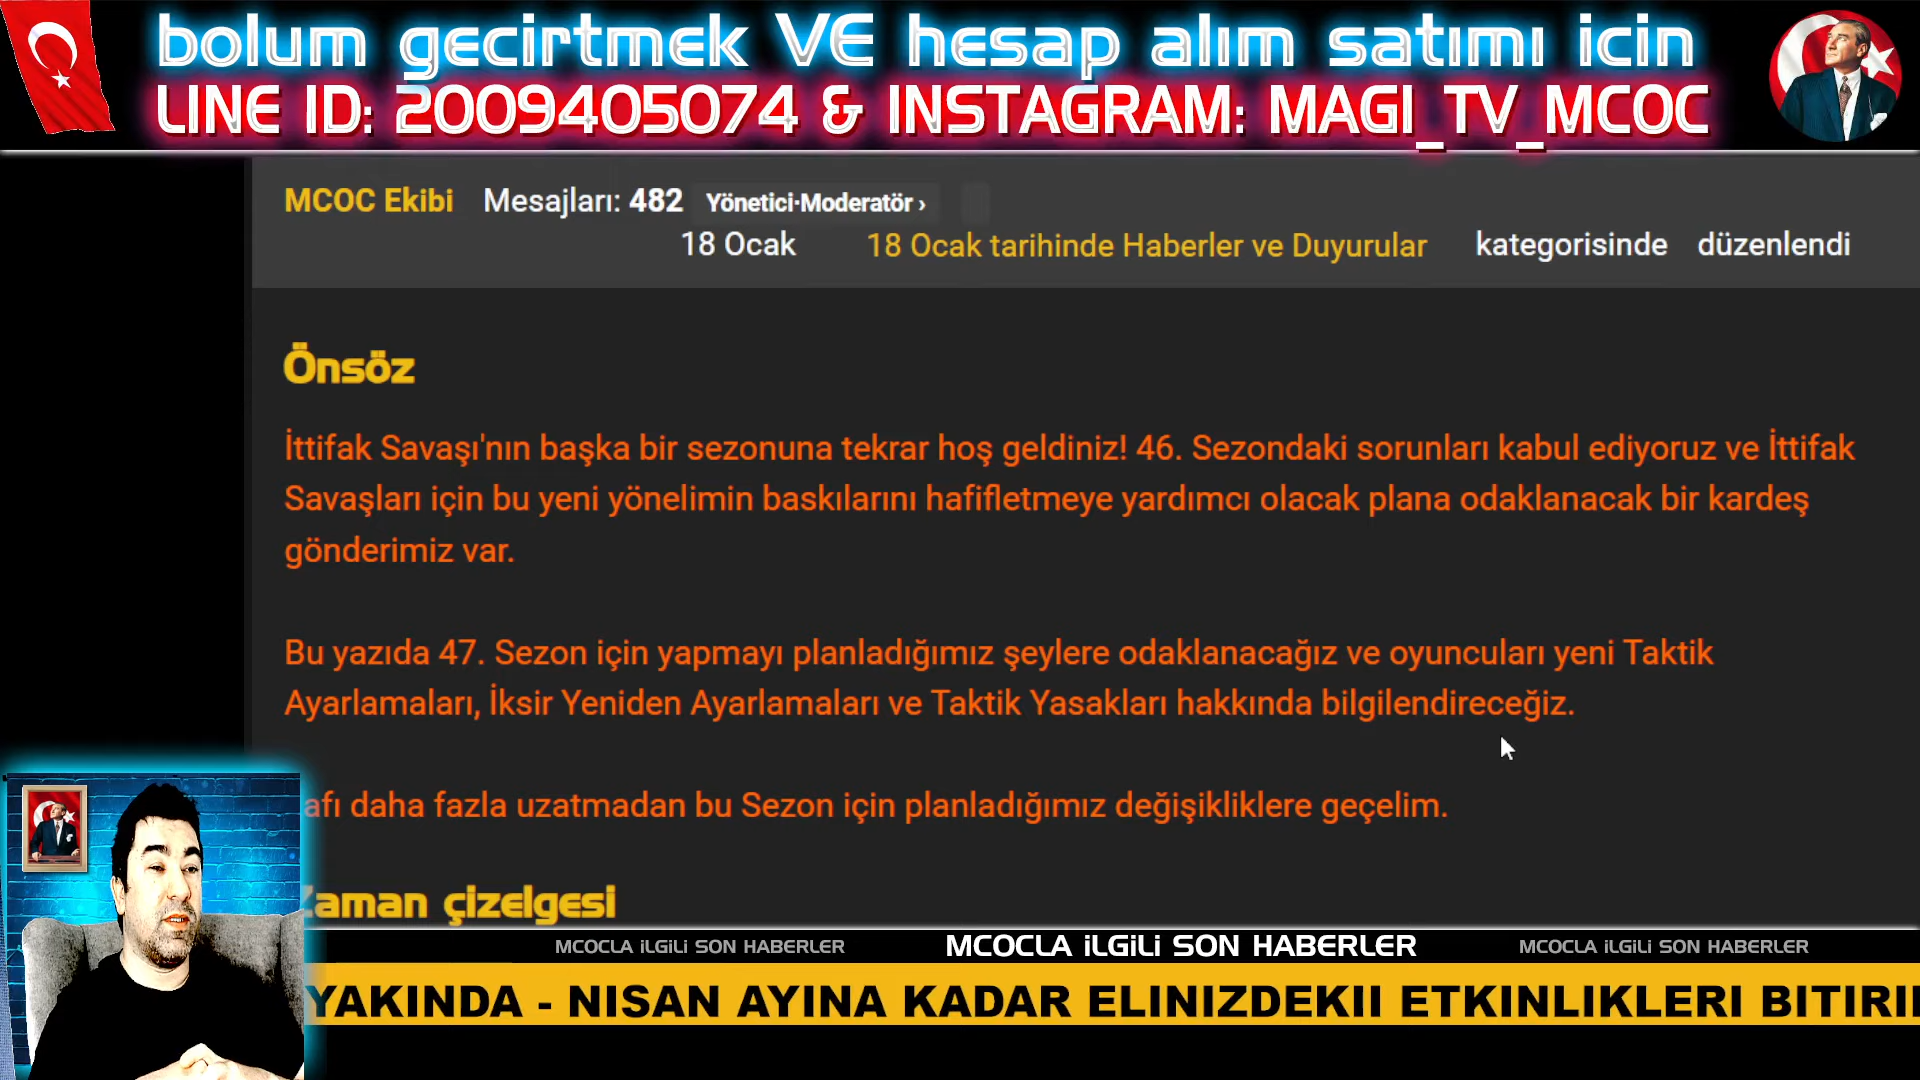 bolum gecirtmek VE hesap alım satımı icin
LINE ID: 2009405074 & INSTAGRAM: MAGI_TV_MCOC
MCOC Ekibi Mesajları: 482 Yönetici·Moderatör ›
18 Ocak 18 Ocak tarihinde Haberler ve Duyurular kategorisinde düzenlendi
Önsöz
İttifak Savaşı'nın başka bir sezonuna tekrar hoş geldiniz! 46. Sezondaki sorunları kabul ediyoruz ve İttifak
Savaşları için bu yeni yönelimin baskılarını hafifletmeye yardımcı olacak plana odaklanacak bir kardeş
gönderimiz var.
Bu yazıda 47. Sezon için yapmayı planladığımız şeylere odaklanacağız ve oyuncuları yeni Taktik
Ayarlamaları, İksir Yeniden Ayarlamaları ve Taktik Yasakları hakkında bilgilendireceğiz.
afı daha fazla uzatmadan bu Sezon için planladığımız değişikliklere geçelim.
Zaman çizelgesi
MCOCLA iLGiLi SON HABERLER MCOCLA iLGiLi SON HABERLER MCOCLA iLGiLi SON HABERLER
YAKINDA - NISAN AYINA KADAR ELINIZDEKII ETKINLIKLERI BITIRI